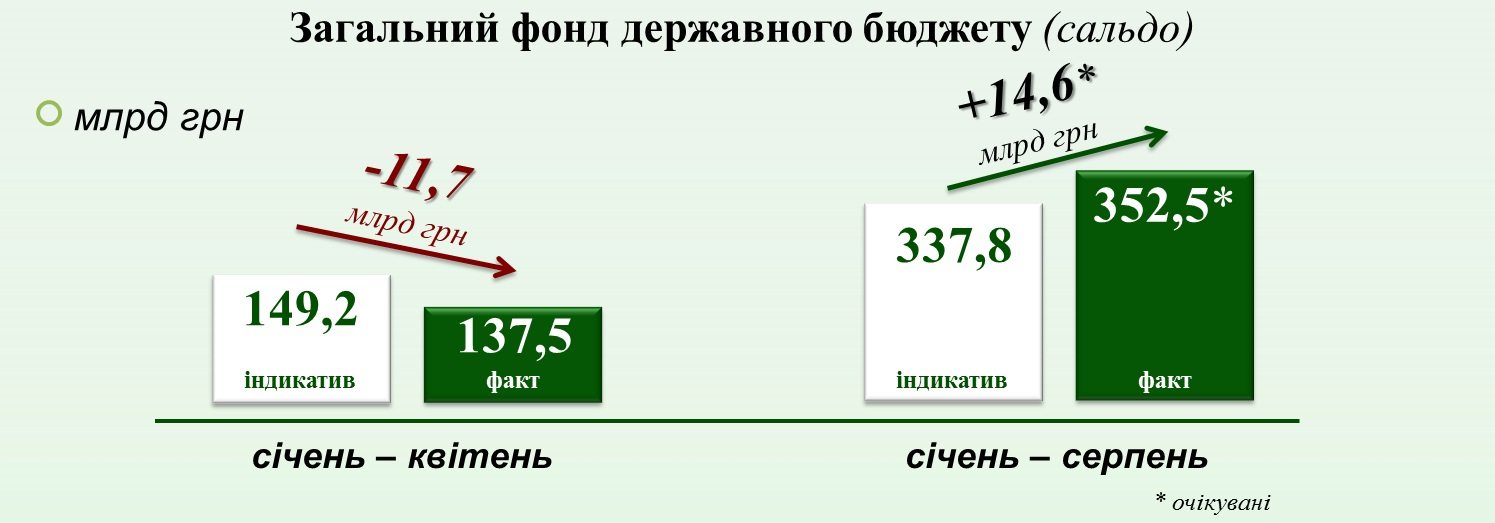 Загальний фонд державного бюджету (сальдо)
млрд грн
-11,7
млрд грн
149,2
індикатив
137,5
факт
+14,6*
млрд грн
337,8
індикатив
352,5*
факт
січень – квітень
січень – серпень
* очікувані